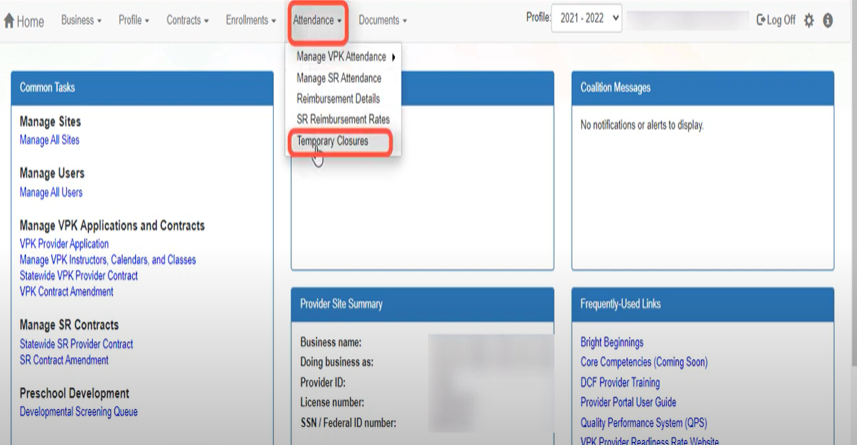 Home Business Profile Contracts Enrollments Attendance Documents Profile: 2021 - 2022 Log Off
Manage VPK Attendance
Manage SR Attendance
Reimbursement Details
SR Reimbursement Rates
Temporary Closures
Common Tasks
Manage Sites
Manage All Sites
Manage Users
Manage All Users
Manage VPK Applications and Contracts
VPK Provider Application
Manage VPK Instructors, Calendars, and Classes
Statewide VPK Provider Contract
VPK Contract Amendment
Manage SR Contracts
Statewide SR Provider Contract
SR Contract Amendment
Preschool Development
Developmental Screening Queue
Provider Site Summary
Business name:
Doing business as:
Provider ID:
License number:
SSN / Federal ID number:
Coalition Messages
No notifications or alerts to display.
Frequently-Used Links
Bright Beginnings
Core Competencies (Coming Soon)
DCF Provider Training
Provider Portal User Guide
Quality Performance System (QPS)
VPK Provider Readiness Rate Website